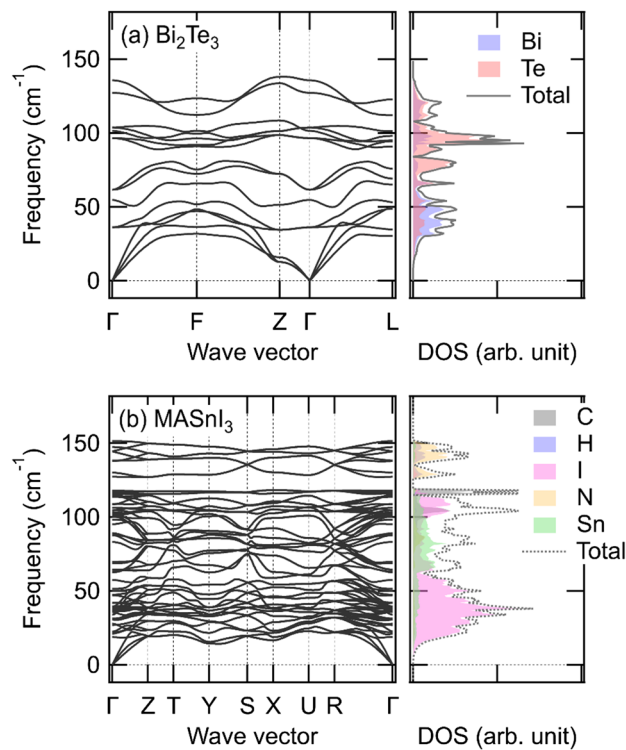 (a) Bi₂Te₃
Frequency (cm⁻¹)
150
100
50
0
Γ F Z Γ L
Wave vector
Bi
Te
Total
DOS (arb. unit)
(b) MASnI₃
Frequency (cm⁻¹)
150
100
50
0
Γ Z T Y S X U R Γ
Wave vector
C
H
I
N
Sn
Total
DOS (arb. unit)